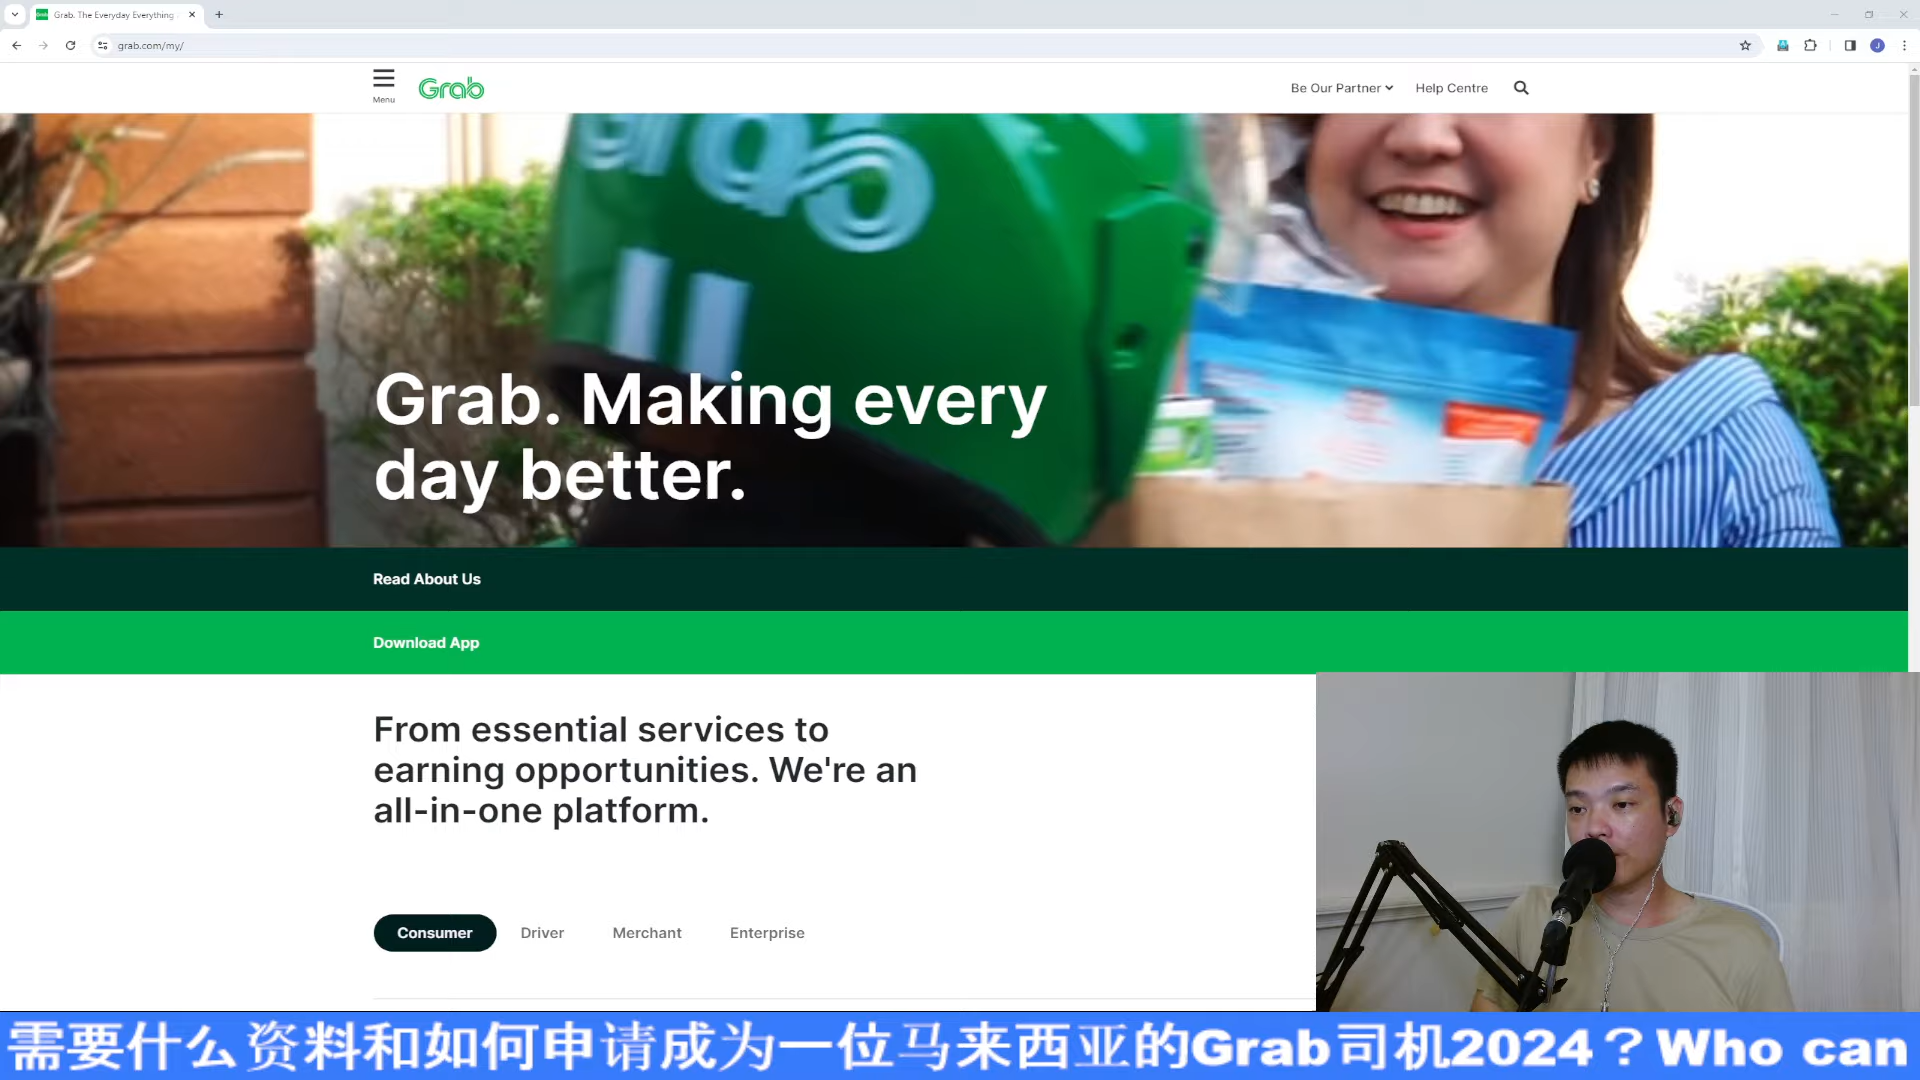 Grab. The Everyday Everything
grab.com/my/
J
Menu
Grab
Be Our Partner
Help Centre
Grab
Grab. Making every
day better.
Read About Us
Download App
From essential services to
earning opportunities. We're an
all-in-one platform.
Consumer
Driver
Merchant
Enterprise
需要什么资料和如何申请成为一位马来西亚的Grab司机2024？Who can